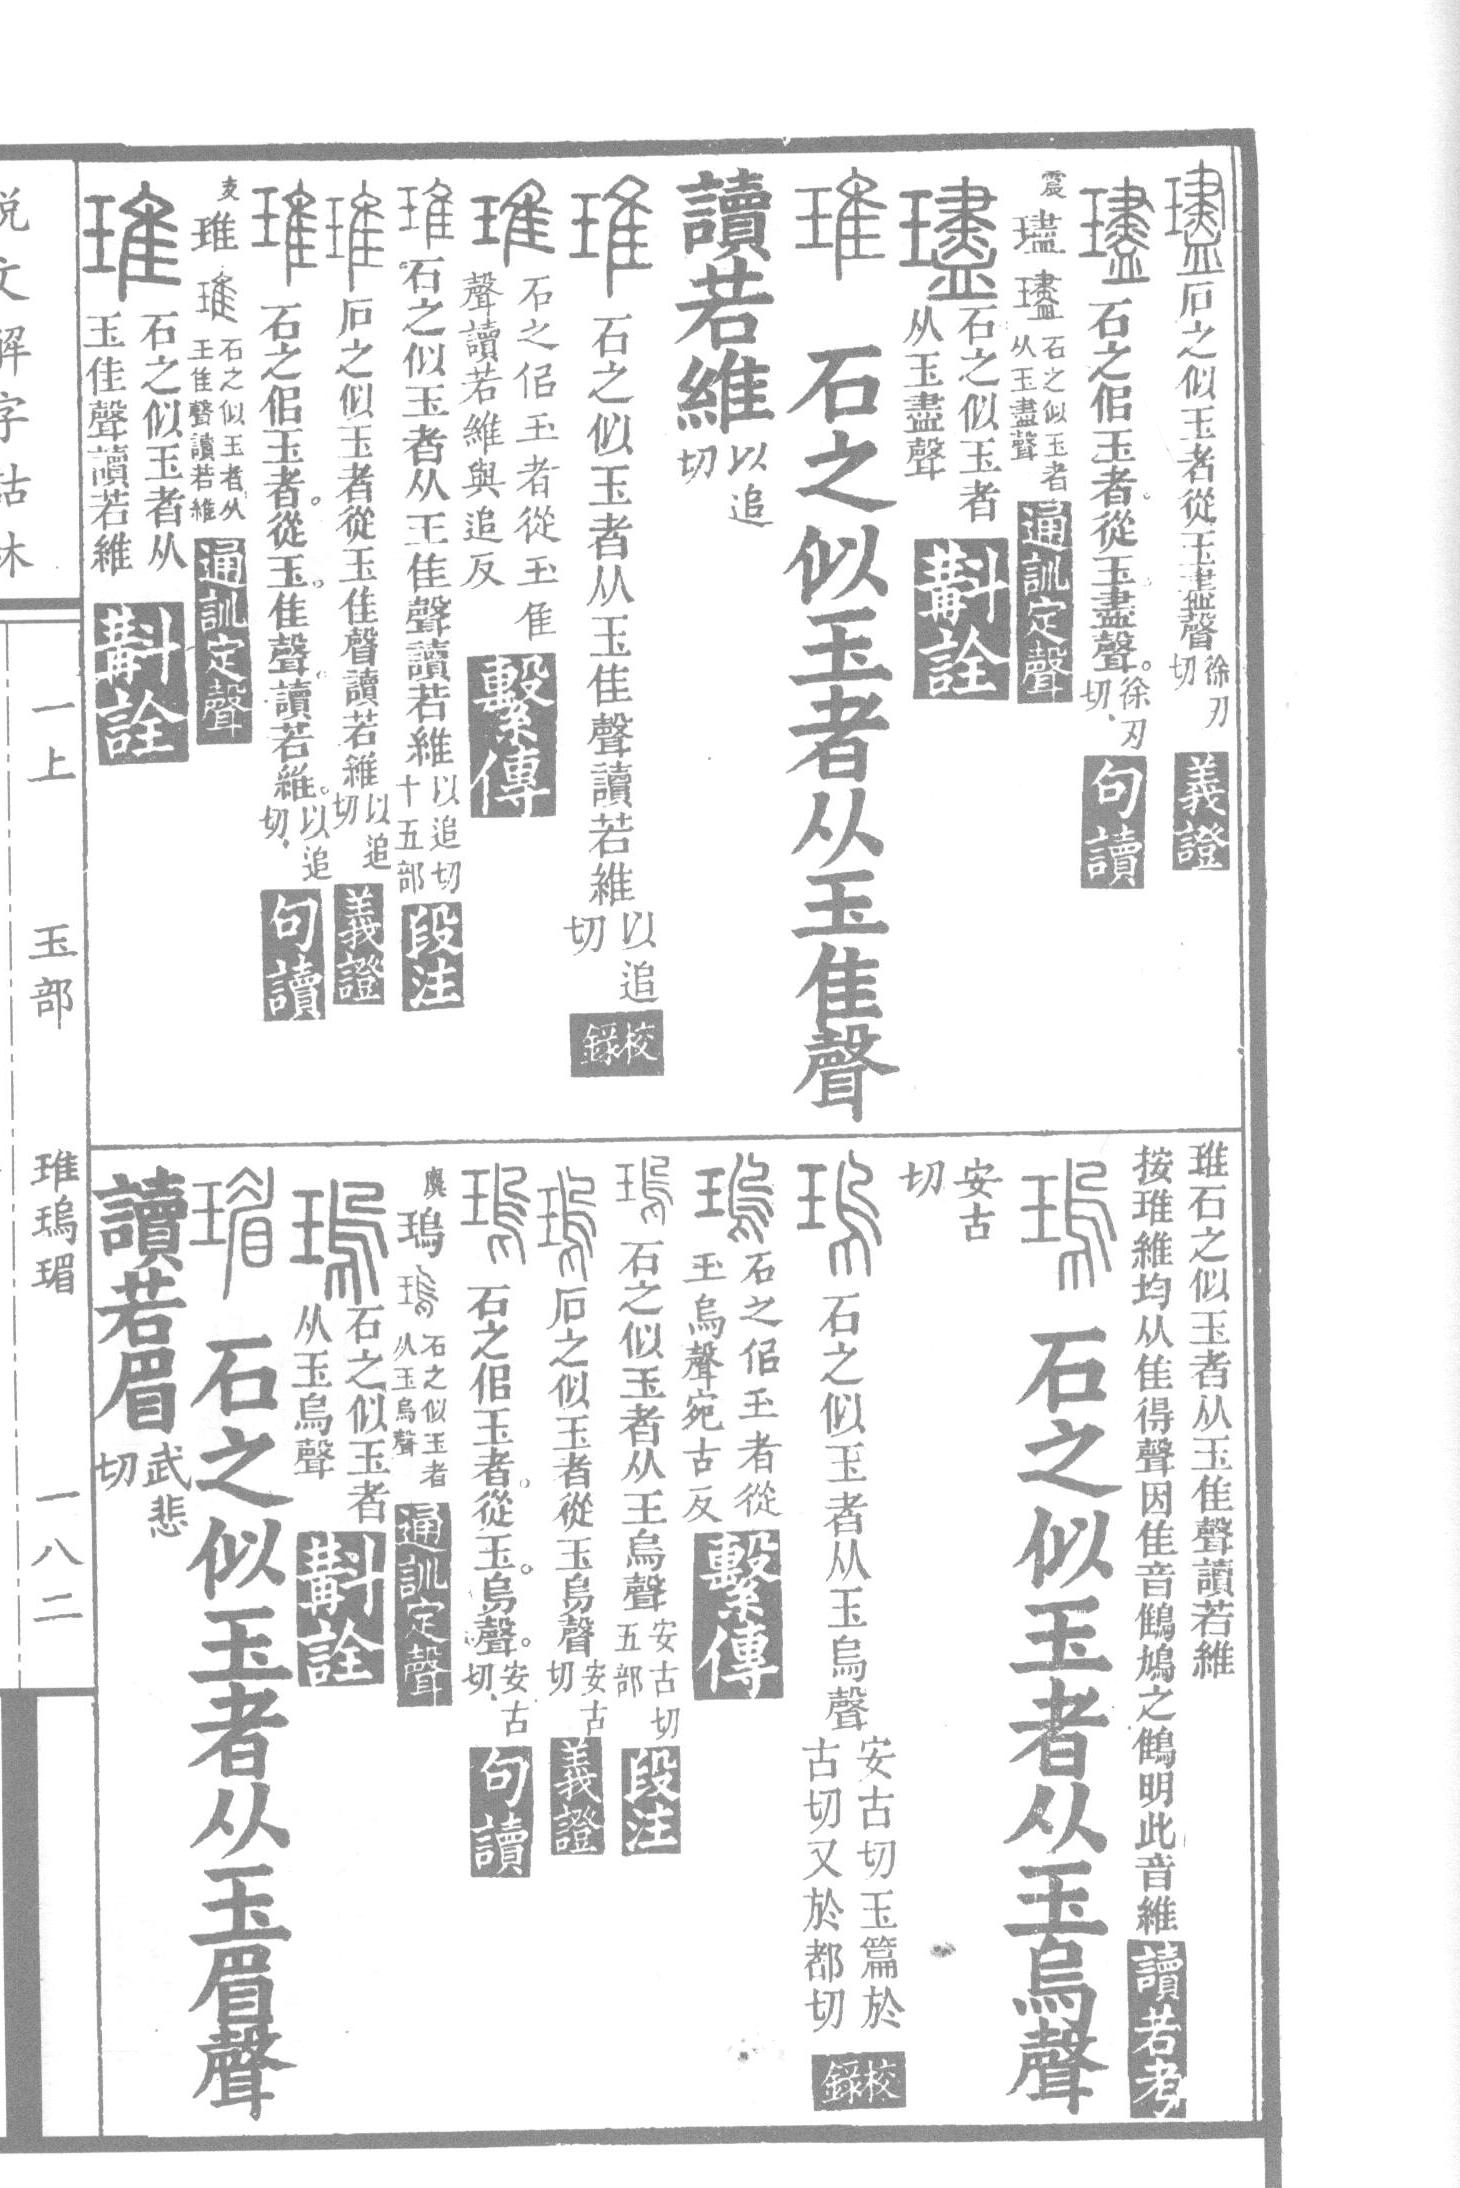 璶石之似玉者從玉盡聲徐刃切義證
璶石之佀玉者。從玉。盡聲。徐刃切、句讀
震璶璶石之似玉者从玉盡聲通訓定聲
璶石之似玉者从玉盡聲斠詮
琟石之似玉者从玉隹聲
讀若維以追切
琟石之似玉者从玉隹聲讀若維以追切校錄
琟石之佀玉者從玉隹聲讀若維與追反繫傳
琟石之似玉者从王隹聲讀若維以追切十五部段注
琟石之似玉者從玉隹聲讀若維以追切義證
琟石之佀玉者。從玉。隹聲。讀若維。以追切、句讀
琟琟石之似玉者从王隹聲讀若維通訓定聲
琟石之似玉者从玉隹聲讀若維斠詮
琟石之似玉者从玉隹聲讀若維
按琟維均从隹得聲因隹音鶴鳩之鶴明此音維讀若考
瑦石之似玉者从玉烏聲
安古切
瑦石之似玉者从玉烏聲安古切玉篇於古切又於都切校錄
瑦石之佀玉者從玉烏聲宛古反繫傳
瑦石之似玉者从王烏聲安古切五部段注
瑦石之似玉者從玉烏聲安古切義證
瑦石之佀玉者。從玉。烏聲。安古切、句讀
瑦瑦石之似玉者从玉烏聲通訓定聲
瑦石之似玉者从玉烏聲斠詮
瑂石之似玉者从玉眉聲
讀若眉武悲切
說文解字詁林
一上
玉部
琟瑦瑂
一八二